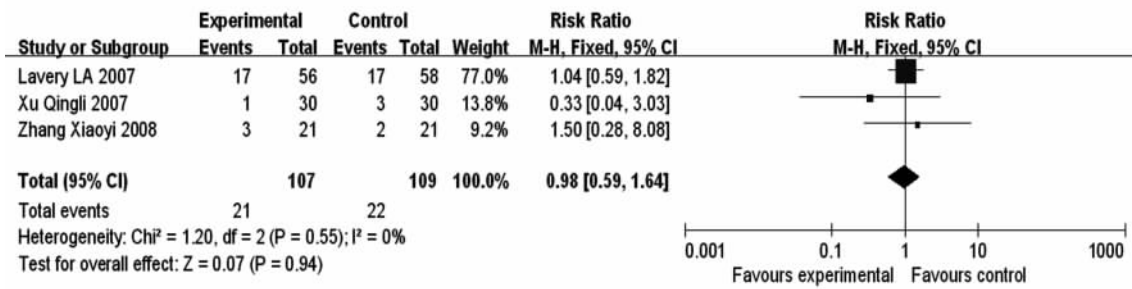 Experimental Control Risk Ratio Risk Ratio
Study or Subgroup Events Total Events Total Weight M-H, Fixed, 95% CI M-H, Fixed, 95% CI
Lavery LA 2007 17 56 17 58 77.0% 1.04 [0.59, 1.82]
Xu Qingli 2007 1 30 3 30 13.8% 0.33 [0.04, 3.03]
Zhang Xiaoyi 2008 3 21 2 21 9.2% 1.50 [0.28, 8.08]
Total (95% CI) 107 109 100.0% 0.98 [0.59, 1.64]
Total events 21 22
Heterogeneity: Chi² = 1.20, df = 2 (P = 0.55); I² = 0%
Test for overall effect: Z = 0.07 (P = 0.94)
0.001 0.1 1 10 1000
Favours experimental Favours control